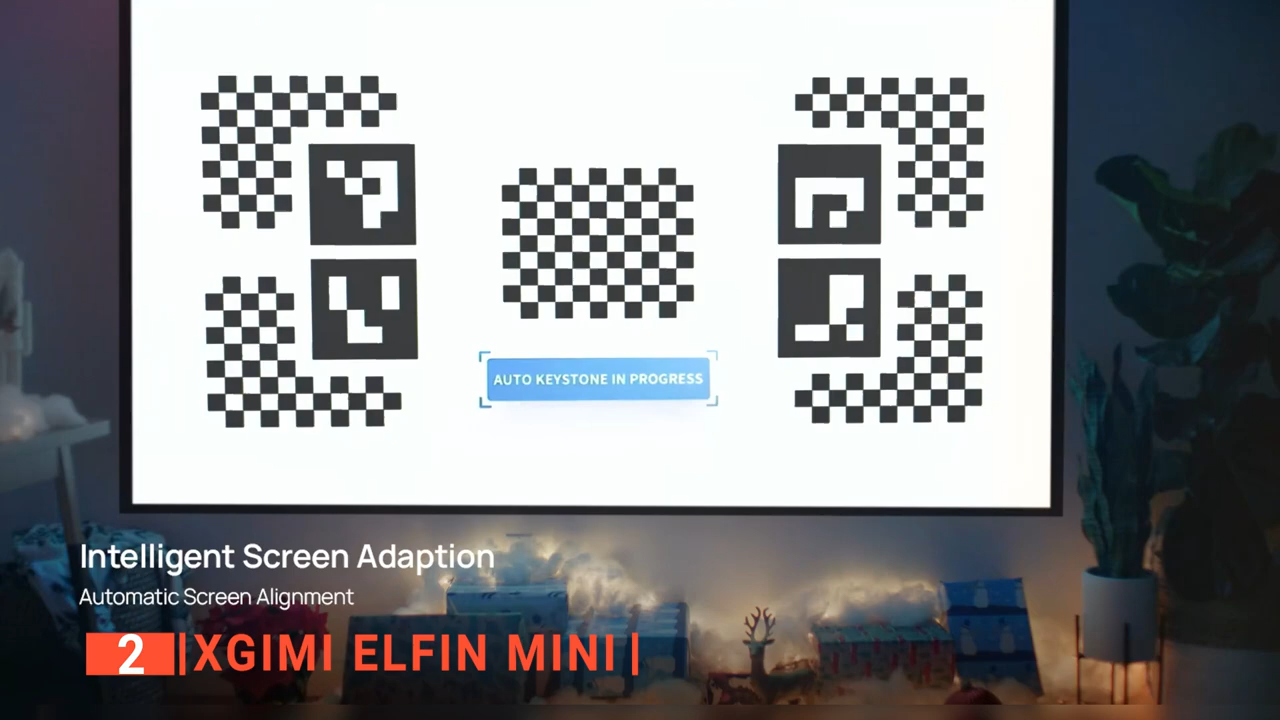 AUTO KEYSTONE IN PROGRESS
Intelligent Screen Adaption
Automatic Screen Alignment
2 |XGIMI ELFIN MINI |